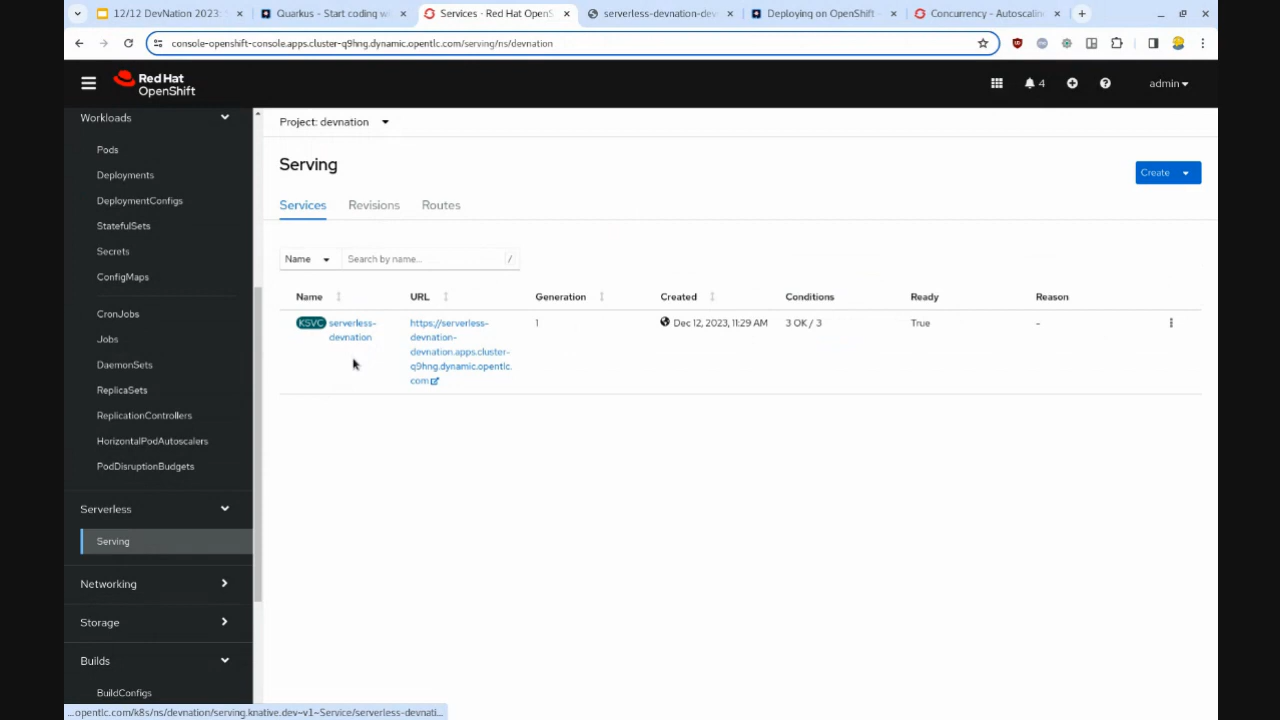 12/12 DevNation 2023:
Quarkus - Start coding w
Services - Red Hat OpenS
serverless-devnation-dev
Deploying on OpenShift -
Concurrency - Autoscalin
console-openshift-console.apps.cluster-q9hng.dynamic.opentlc.com/serving/ns/devnation
Red Hat
OpenShift
4
admin
Workloads
Pods
Deployments
DeploymentConfigs
StatefulSets
Secrets
ConfigMaps
CronJobs
Jobs
DaemonSets
ReplicaSets
ReplicationControllers
HorizontalPodAutoscalers
PodDisruptionBudgets
Serverless
Serving
Networking
Storage
Builds
BuildConfigs
Project: devnation
Serving
Create
Services Revisions Routes
Name Search by name... /
Name URL Generation Created Conditions Ready Reason
KSVC serverless-devnation https://serverless-devnation-devnation.apps.cluster-q9hng.dynamic.opentlc.com 1 Dec 12, 2023, 11:29 AM 3 OK / 3 True -
...opentlc.com/k8s/ns/devnation/serving.knative.dev~v1~Service/serverless-devnati...